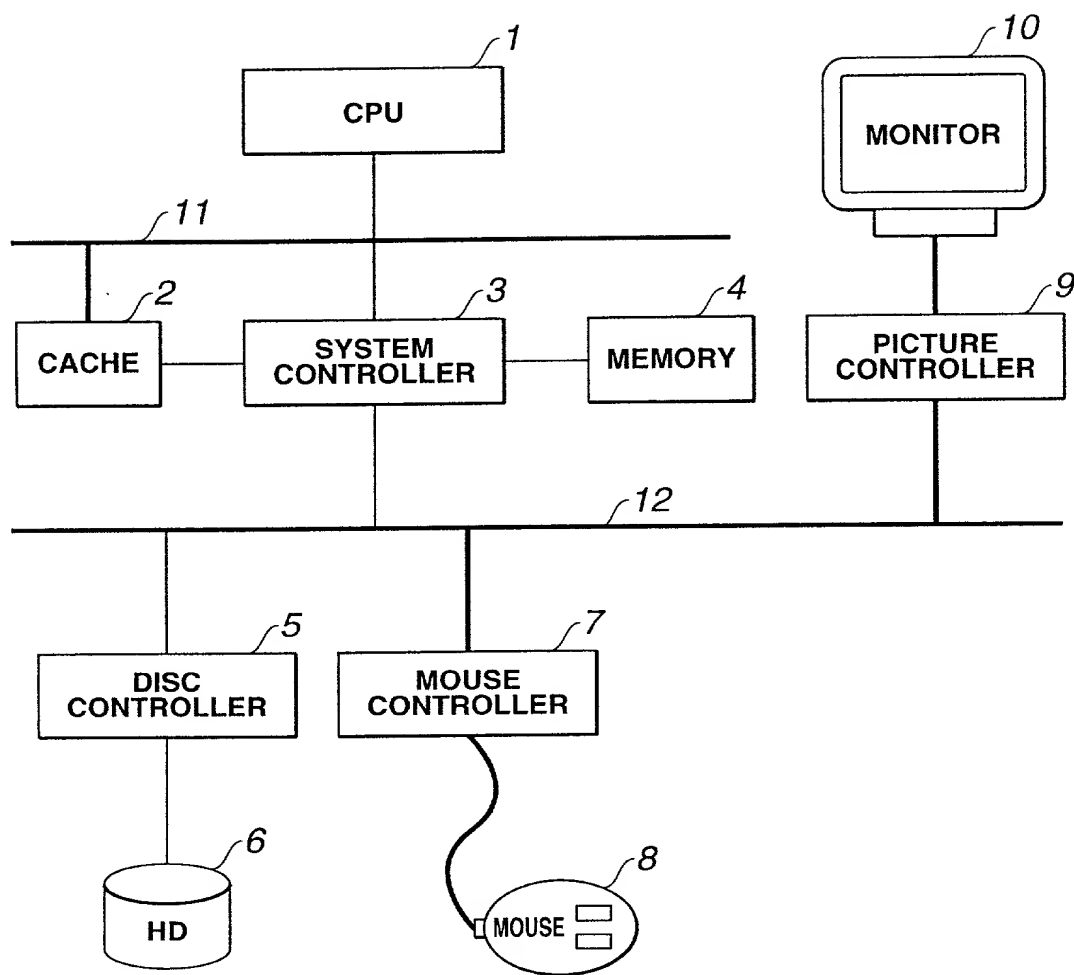 1
CPU
10
MONITOR
11
2
CACHE
3
SYSTEM
CONTROLLER
4
MEMORY
9
PICTURE
CONTROLLER
12
5
DISC
CONTROLLER
7
MOUSE
CONTROLLER
6
HD
8
MOUSE